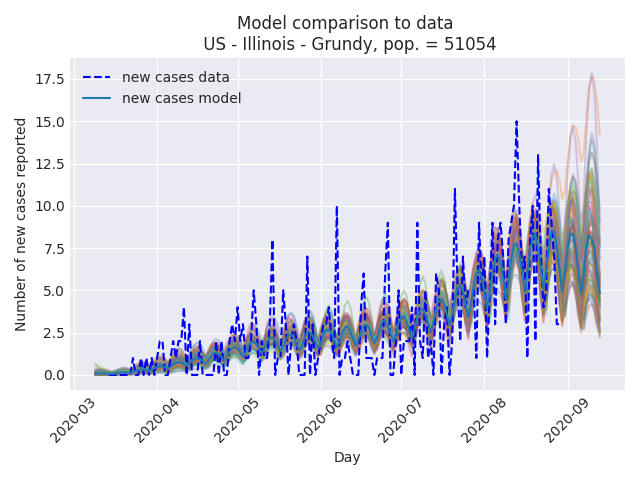 Model comparison to data
US - Illinois - Grundy, pop. = 51054
new cases data
new cases model
17.5
15.0
12.5
10.0
7.5
5.0
2.5
0.0
Number of new cases reported
2020-03
2020-04
2020-05
2020-06
2020-07
2020-08
2020-09
Day